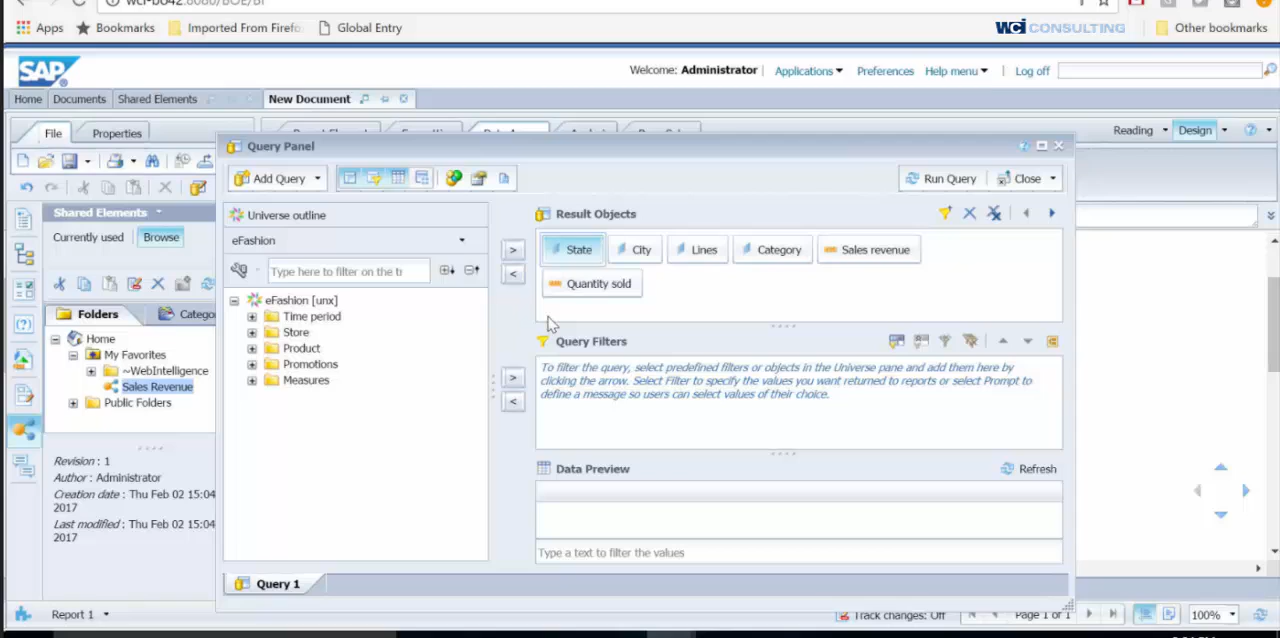 Apps Bookmarks Imported From Firefo Global Entry WCI CONSULTING Other bookmarks
SAP Welcome: Administrator | Applications Preferences Help menu | Log off
Home Documents Shared Elements New Document
File Properties Reading Design
Query Panel
Add Query Run Query Close
Shared Elements
Currently used Browse
Universe outline
eFashion
Type here to filter on the tr
eFashion [unx]
Time period
Store
Product
Promotions
Measures
Result Objects
State City Lines Category Sales revenue
Quantity sold
Query Filters
To filter the query, select predefined filters or objects in the Universe pane and add them here by
clicking the arrow. Select Filter to specify the values you want returned to reports or select Prompt to
define a message so users can select values of their choice.
Data Preview Refresh
Type a text to filter the values
Query 1
Folders Catego
Home
My Favorites
~WebIntelligence
Sales Revenue
Public Folders
Revision : 1
Author : Administrator
Creation date : Thu Feb 02 15:04
2017
Last modified : Thu Feb 02 15:04
2017
Report 1 Track changes: Off Page 1 of 1 100%